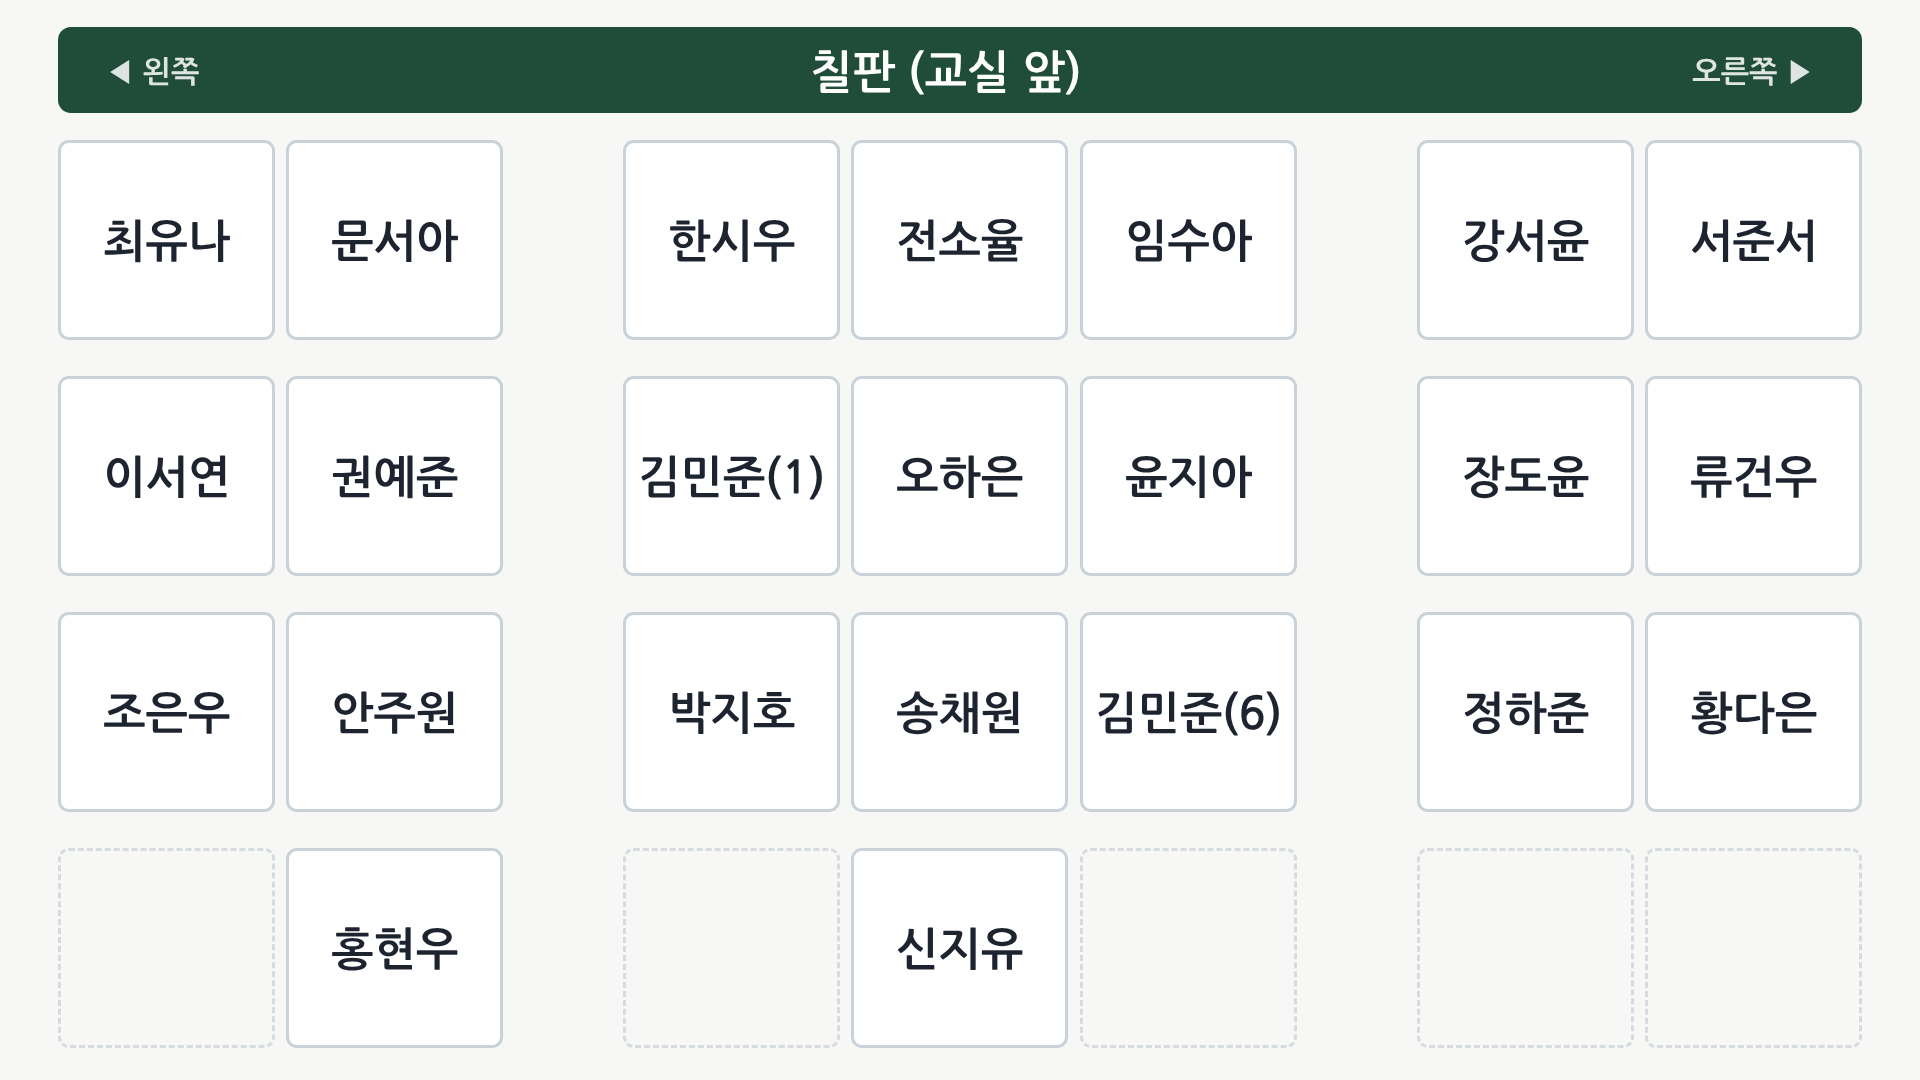 ◀ 왼쪽 칠판 (교실 앞) 오른쪽 ▶
최유나 문서아 한시우 전소율 임수아 강서윤 서준서
이서연 권예준 김민준(1) 오하은 윤지아 장도윤 류건우
조은우 안주원 박지호 송채원 김민준(6) 정하준 황다은
홍현우 신지유